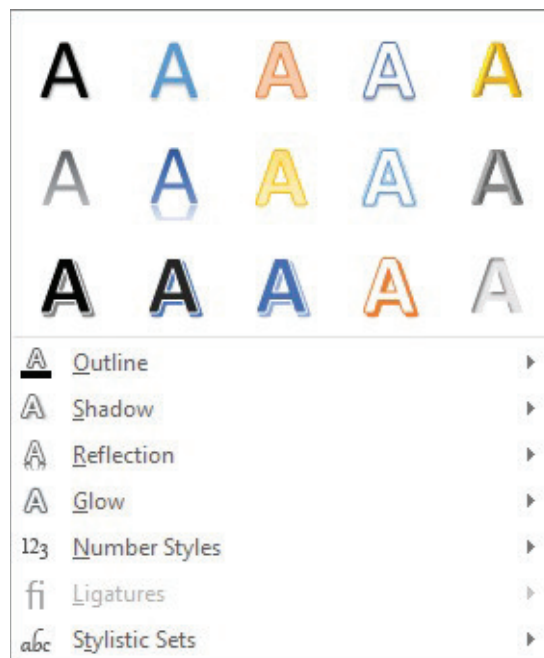 A A A A A
A A A A A
A A A A A
A Outline
A Shadow
A Reflection
A Glow
123 Number Styles
fi Ligatures
abc Stylistic Sets